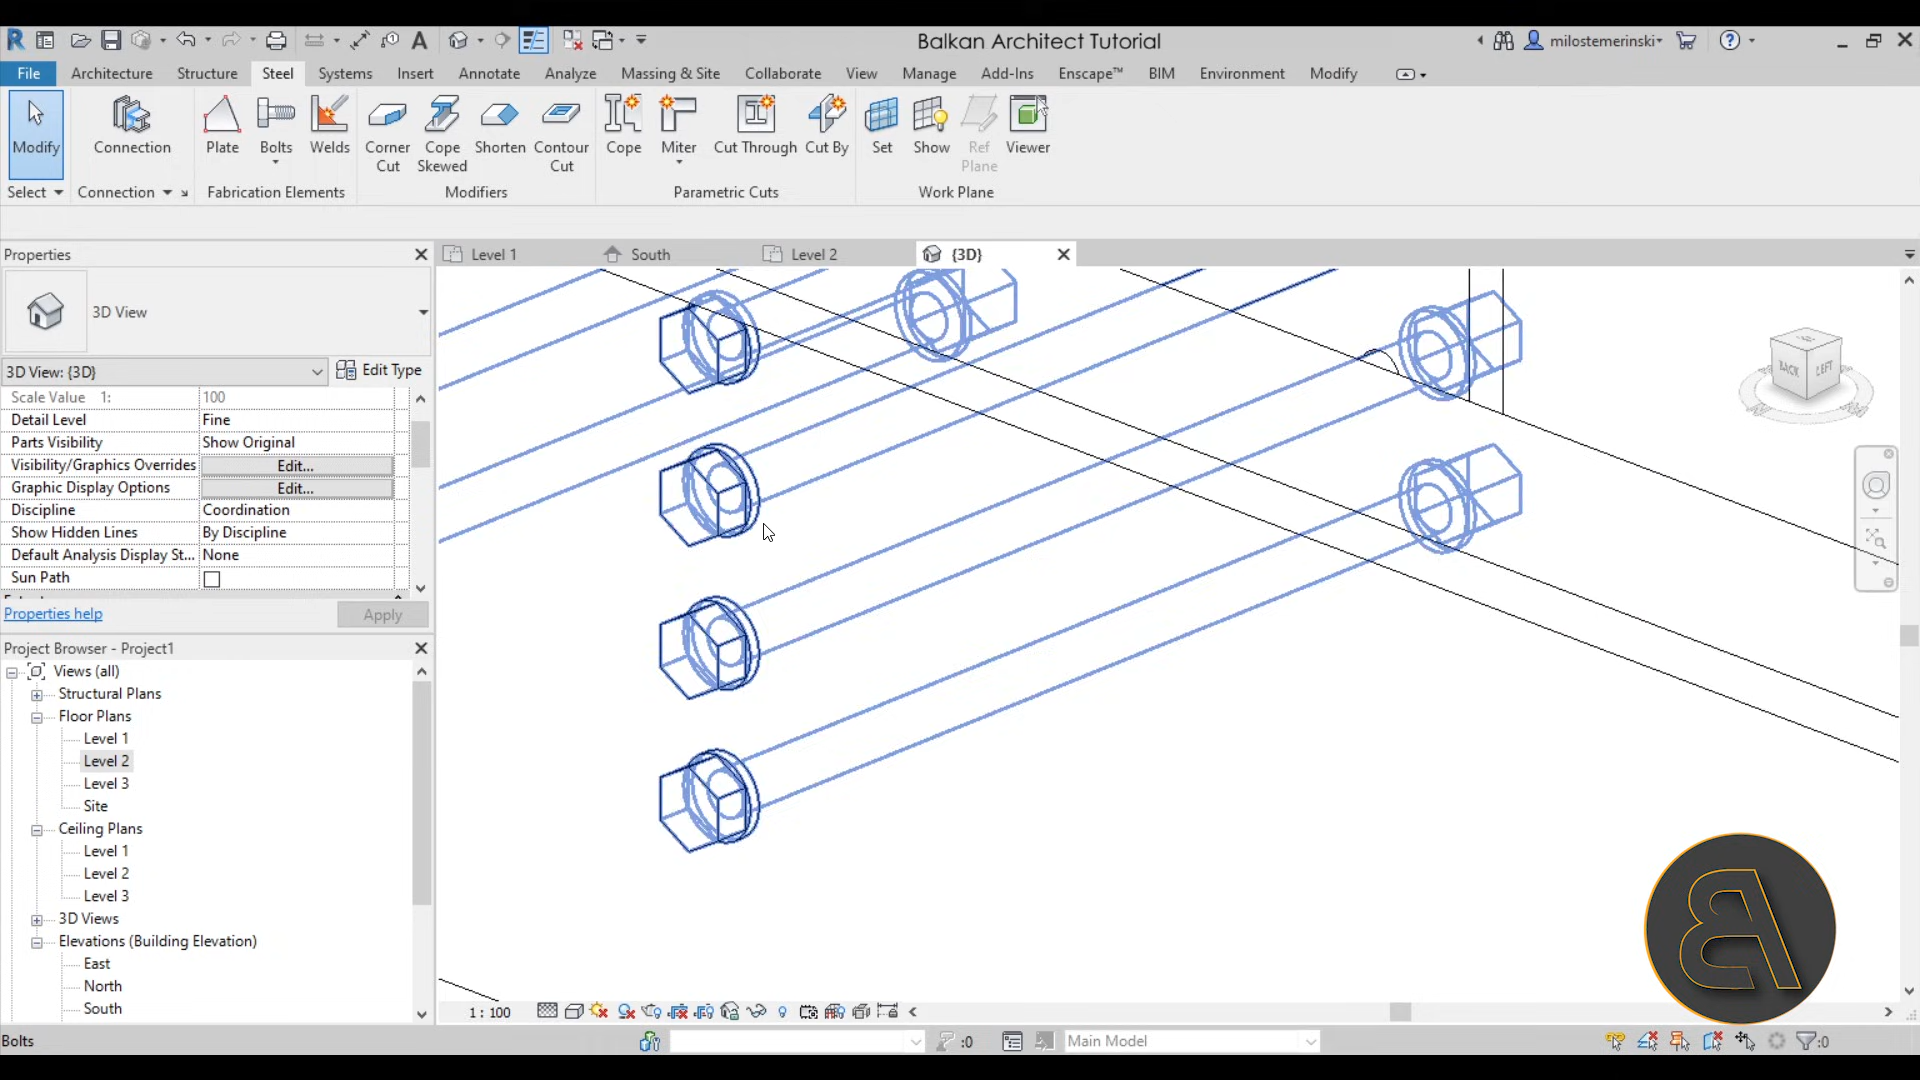 Balkan Architect Tutorial
milostemerinski
File Architecture Structure Steel Systems Insert Annotate Analyze Massing & Site Collaborate View Manage Add-Ins Enscape™ BIM Environment Modify
Modify
Connection
Plate
Bolts
Welds
Corner Cut
Cope Skewed
Shorten
Contour Cut
Cope
Miter
Cut Through
Cut By
Set
Show
Ref Plane
Viewer
Select Connection Fabrication Elements Modifiers Parametric Cuts Work Plane
Properties
Level 1 South Level 2 {3D}
3D View
3D View: {3D} Edit Type
Scale Value 1: 100
Detail Level Fine
Parts Visibility Show Original
Visibility/Graphics Overrides Edit...
Graphic Display Options Edit...
Discipline Coordination
Show Hidden Lines By Discipline
Default Analysis Display St... None
Sun Path
Properties help Apply
Project Browser - Project1
Views (all)
Structural Plans
Floor Plans
Level 1
Level 2
Level 3
Site
Ceiling Plans
Level 1
Level 2
Level 3
3D Views
Elevations (Building Elevation)
East
North
South
BACK LEFT
1 : 100
Bolts :0 Main Model :0